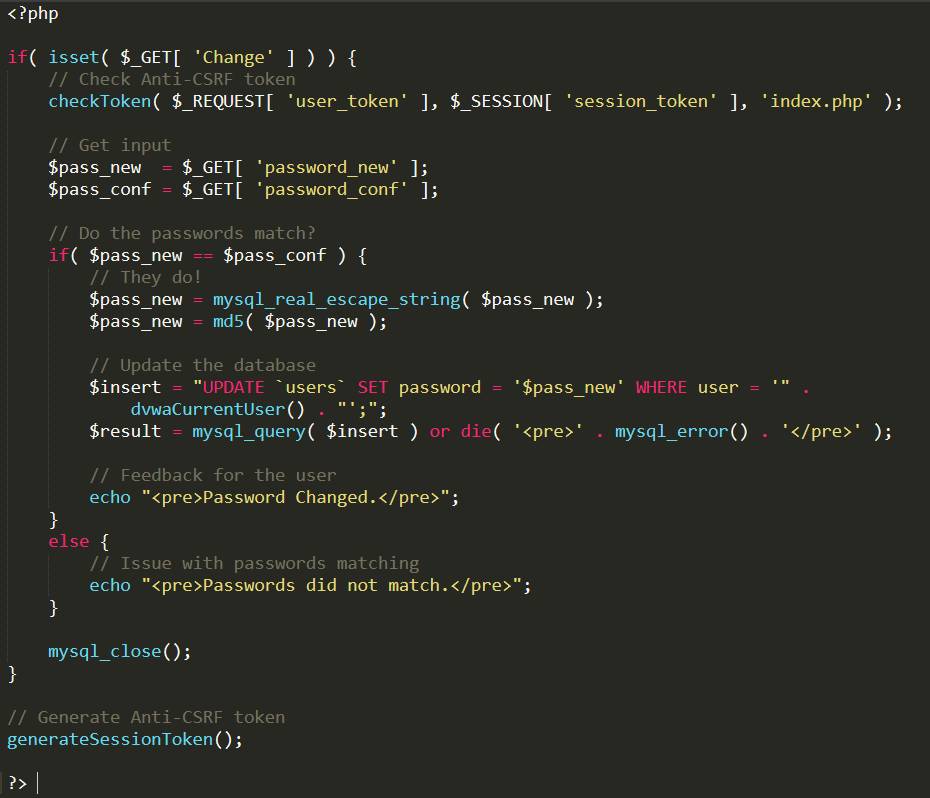 <?php

if( isset( $_GET[ 'Change' ] ) ) {
    // Check Anti-CSRF token
    checkToken( $_REQUEST[ 'user_token' ], $_SESSION[ 'session_token' ], 'index.php' );

    // Get input
    $pass_new  = $_GET[ 'password_new' ];
    $pass_conf = $_GET[ 'password_conf' ];

    // Do the passwords match?
    if( $pass_new == $pass_conf ) {
        // They do!
        $pass_new = mysql_real_escape_string( $pass_new );
        $pass_new = md5( $pass_new );

        // Update the database
        $insert = "UPDATE `users` SET password = '$pass_new' WHERE user = '" .
            dvwaCurrentUser() . "';";
        $result = mysql_query( $insert ) or die( '<pre>' . mysql_error() . '</pre>' );

        // Feedback for the user
        echo "<pre>Password Changed.</pre>";
    }
    else {
        // Issue with passwords matching
        echo "<pre>Passwords did not match.</pre>";
    }

    mysql_close();
}

// Generate Anti-CSRF token
generateSessionToken();

?>